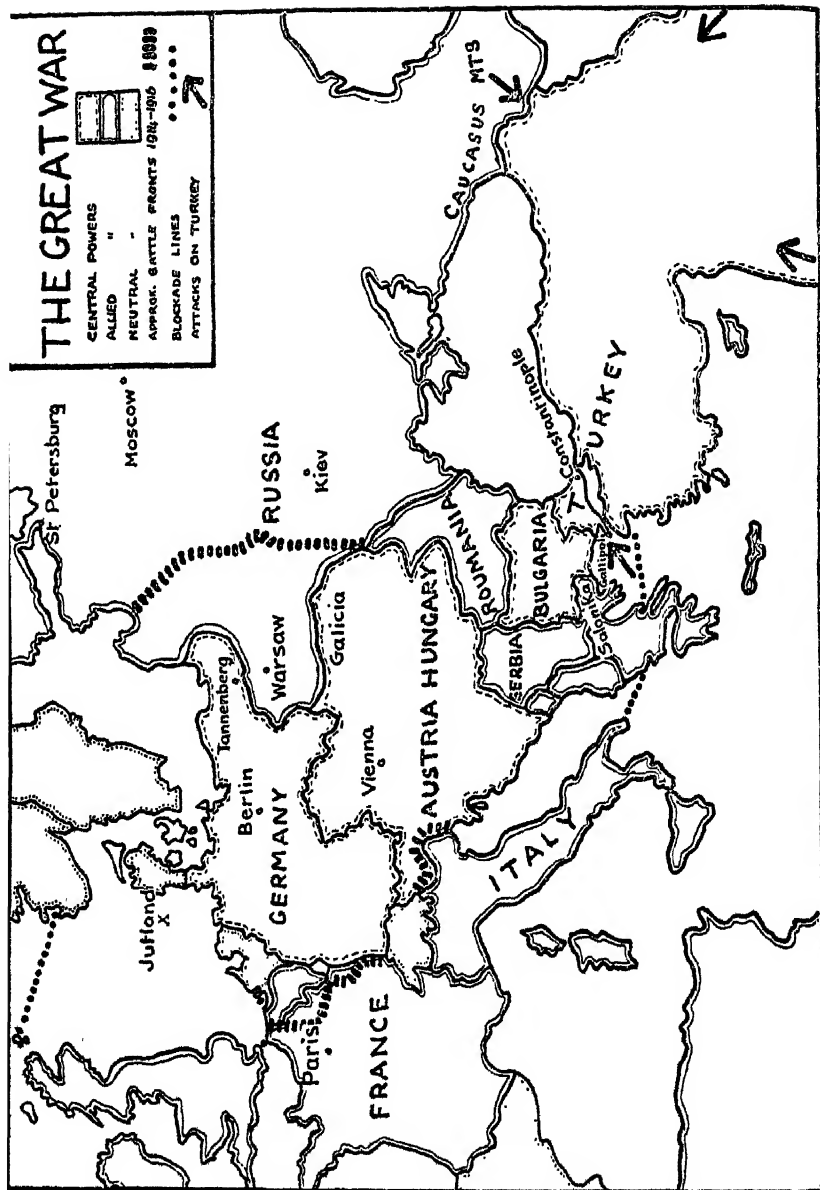 THE GREAT WAR
CENTRAL POWERS
ALLIED "
NEUTRAL "
APPROX. BATTLE FRONTS 1914-1916
BLOCKADE LINES
ATTACKS ON TURKEY
St. Petersburg
Moscow
RUSSIA
Kiev
CAUCASUS MTS
Jutland
X
Tannenberg
Berlin
Warsaw
GERMANY
Galicia
Vienna
AUSTRIA HUNGARY
ROUMANIA
Constantinople
Paris
SERBIA
BULGARIA
TURKEY
FRANCE
Salonika
Gallipoli
ITALY